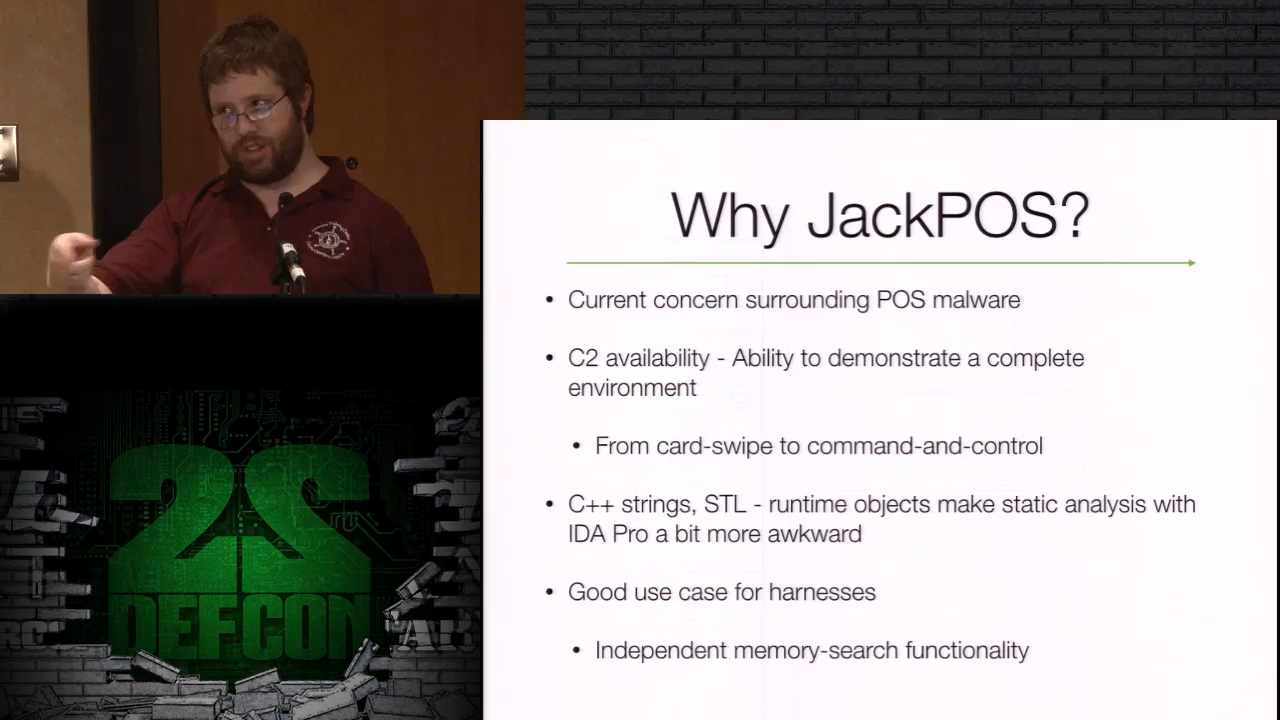 Why JackPOS?
• Current concern surrounding POS malware
• C2 availability - Ability to demonstrate a complete
environment
• From card-swipe to command-and-control
• C++ strings, STL - runtime objects make static analysis with
IDA Pro a bit more awkward
• Good use case for harnesses
• Independent memory-search functionality
22
DEFCON